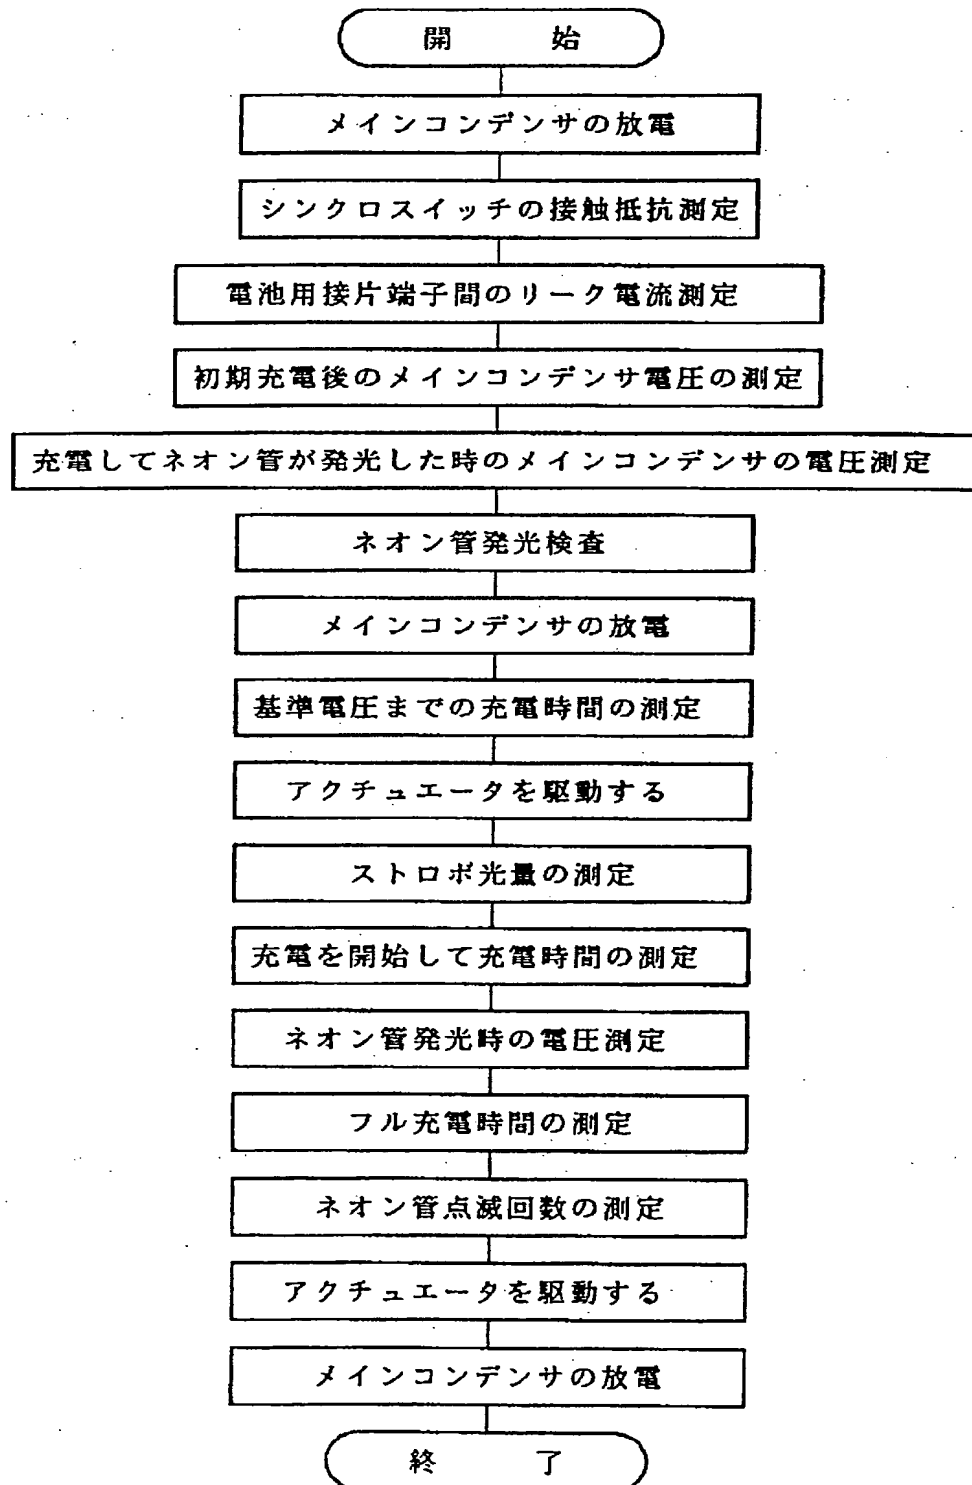 開 始
メインコンデンサの放電
シンクロスイッチの接触抵抗測定
電池用接片端子間のリーク電流測定
初期充電後のメインコンデンサ電圧の測定
充電してネオン管が発光した時のメインコンデンサの電圧測定
ネオン管発光検査
メインコンデンサの放電
基準電圧までの充電時間の測定
アクチュエータを駆動する
ストロボ光量の測定
充電を開始して充電時間の測定
ネオン管発光時の電圧測定
フル充電時間の測定
ネオン管点滅回数の測定
アクチュエータを駆動する
メインコンデンサの放電
終 了